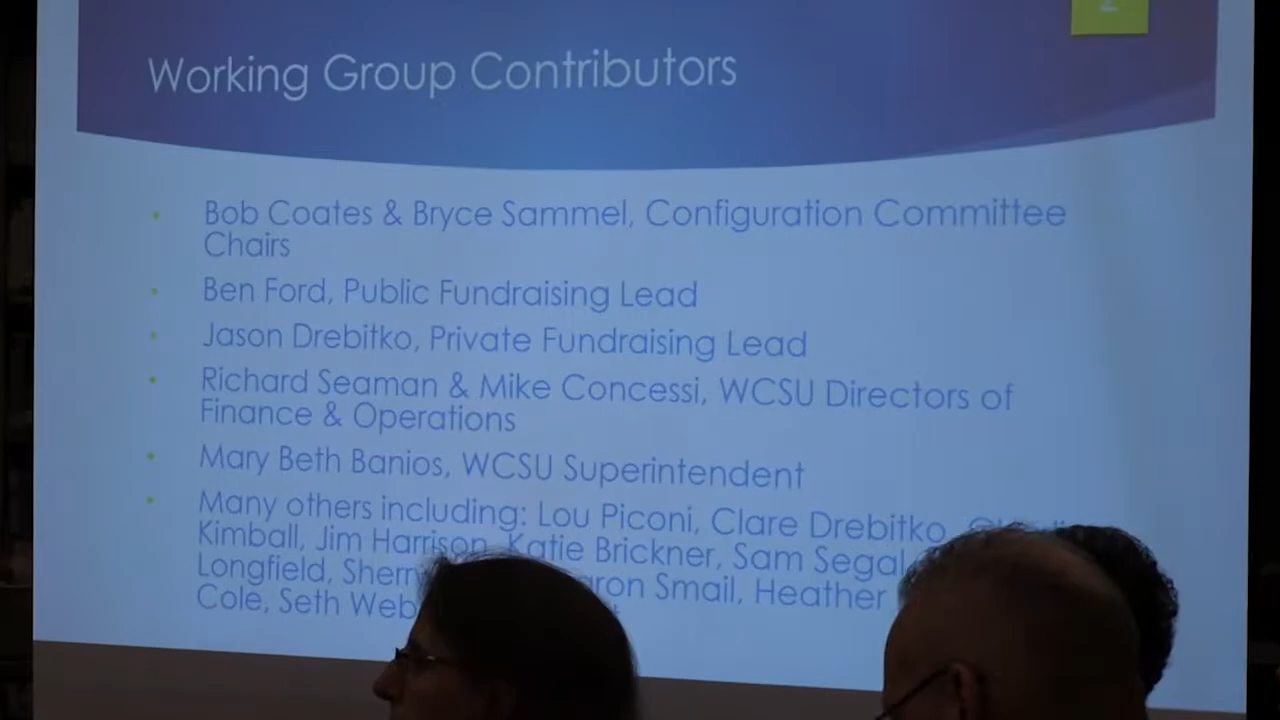 2
Working Group Contributors
Bob Coates & Bryce Sammel, Configuration Committee
Chairs
Ben Ford, Public Fundraising Lead
Jason Drebitko, Private Fundraising Lead
Richard Seaman & Mike Concessi, WCSU Directors of
Finance & Operations
Mary Beth Banios, WCSU Superintendent
Many others including: Lou Piconi, Clare Drebitko,
Kimball, Jim Harrison, Katie Brickner, Sam Segal
Longfield, Smail, Heather
Cole, Seth